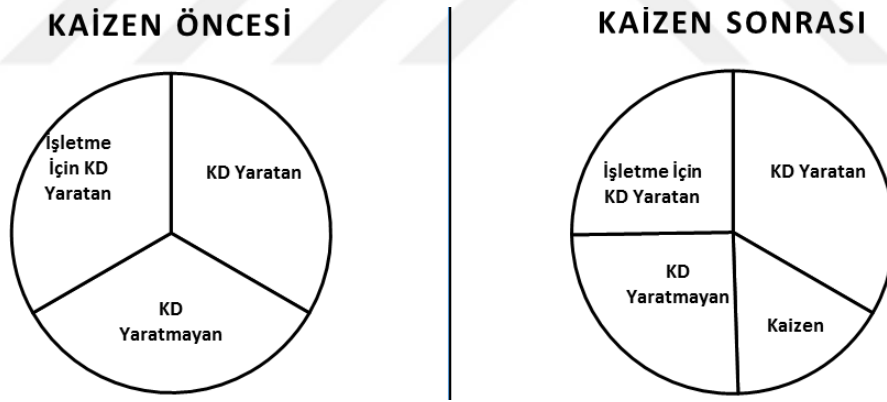 KAİZEN ÖNCESİ
İşletme
İçin KD
Yaratan
KD Yaratan
KD
Yaratmayan
KAİZEN SONRASI
İşletme İçin
KD Yaratan
KD Yaratan
KD
Yaratmayan
Kaizen